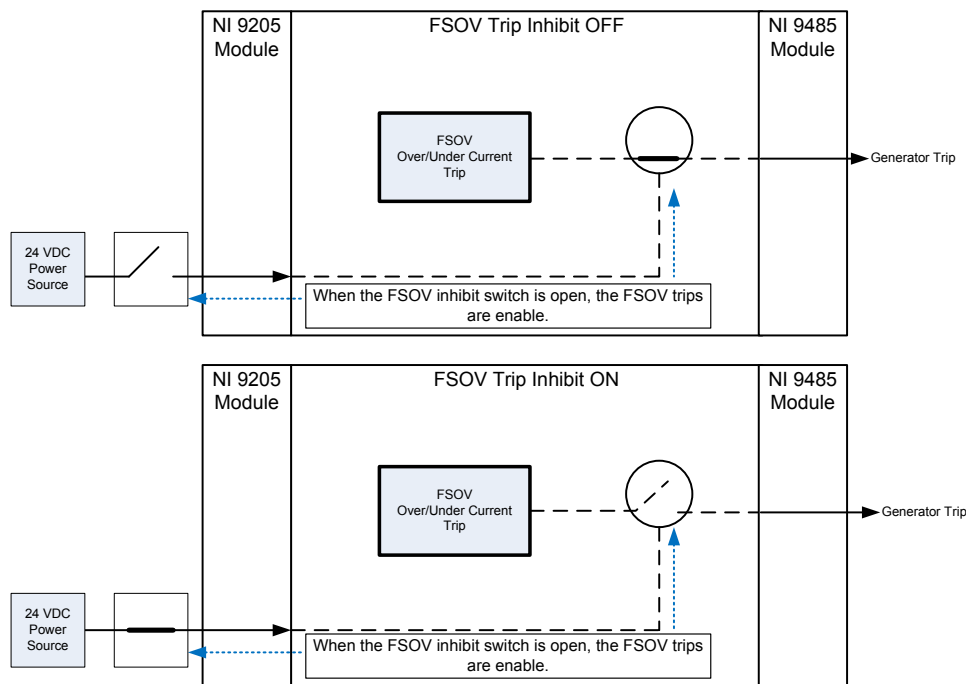 NI 9205
Module
FSOV Trip Inhibit OFF
NI 9485
Module
FSOV
Over/Under Current
Trip
Generator Trip
24 VDC
Power
Source
When the FSOV inhibit switch is open, the FSOV trips
are enable.
NI 9205
Module
FSOV Trip Inhibit ON
NI 9485
Module
FSOV
Over/Under Current
Trip
Generator Trip
24 VDC
Power
Source
When the FSOV inhibit switch is open, the FSOV trips
are enable.